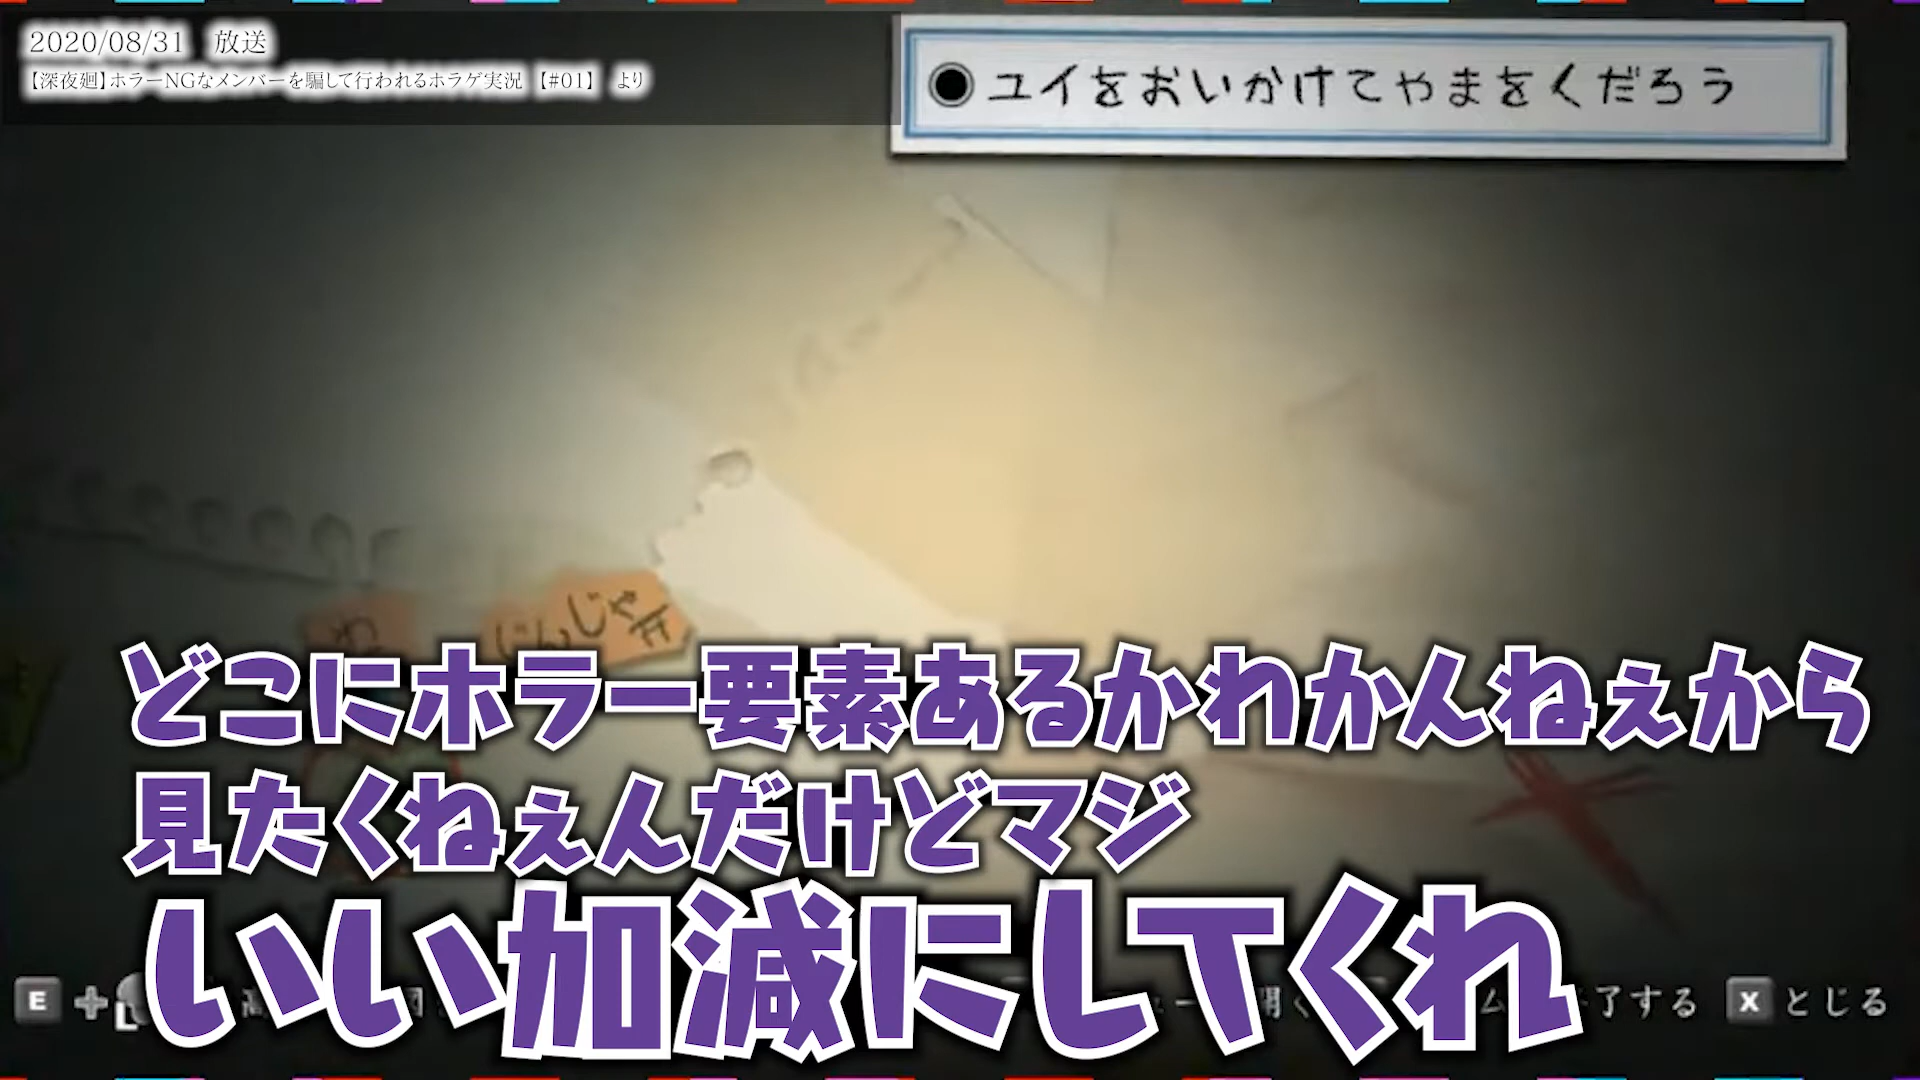 2020/08/31 放送
【深夜廻】ホラーNGなメンバーを騙して行われるホラゲ実況 【#01】 より
ユイをおいかけてやまをくだろう
じんじゃ
どこにホラー要素あるかわかんねぇから
見たくねぇんだけどマジ
いい加減にしてくれ
E
了する
X とじる